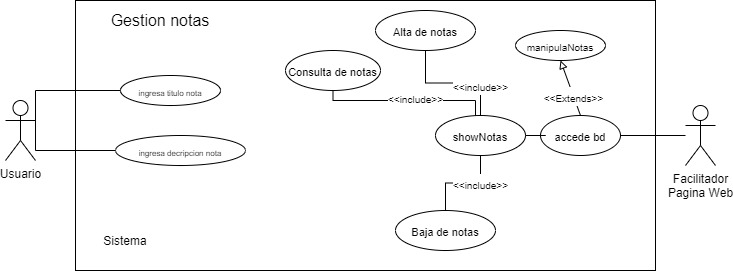 Gestion notas
Alta de notas
manipulaNotas
Consulta de notas
<<include>>
ingresa titulo nota
<<include>>
<<Extends>>
showNotas
accede bd
ingresa decripcion nota
Usuario
Facilitador
Pagina Web
<<include>>
Baja de notas
Sistema